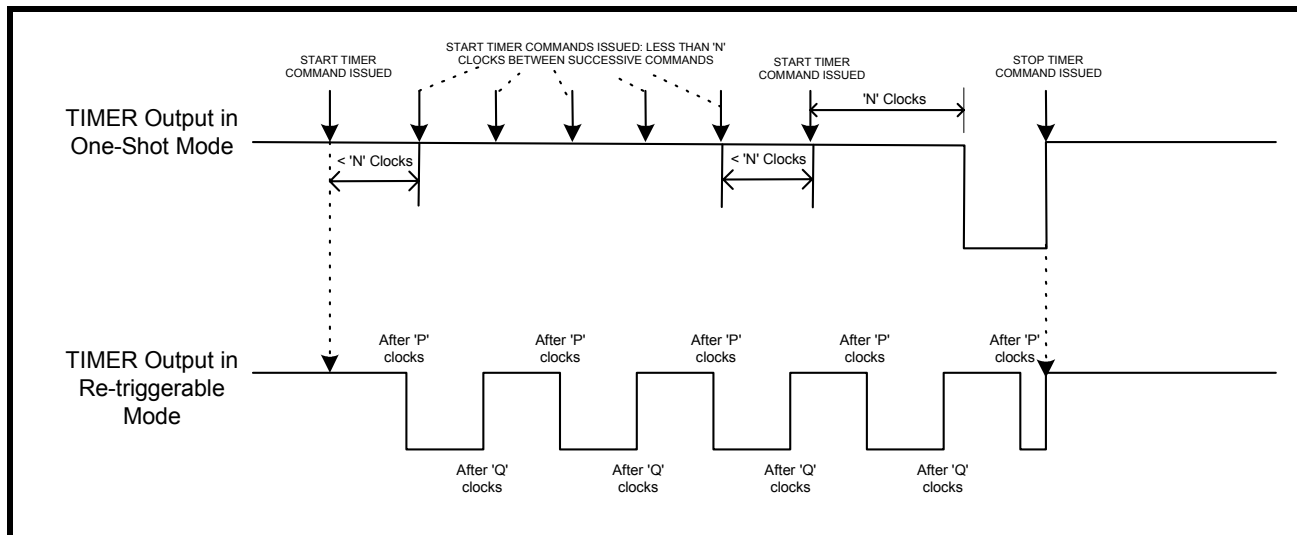 START TIMER
COMMAND ISSUED
START TIMER COMMANDS ISSUED: LESS THAN 'N'
CLOCKS BETWEEN SUCCESSIVE COMMANDS
START TIMER
COMMAND ISSUED
STOP TIMER
COMMAND ISSUED
TIMER Output in
One-Shot Mode
'N' Clocks
< 'N' Clocks
< 'N' Clocks
TIMER Output in
Re-triggerable
Mode
After 'P'
clocks
After 'P'
clocks
After 'P'
clocks
After 'P'
clocks
After 'P'
clocks
After 'Q'
clocks
After 'Q'
clocks
After 'Q'
clocks
After 'Q'
clocks